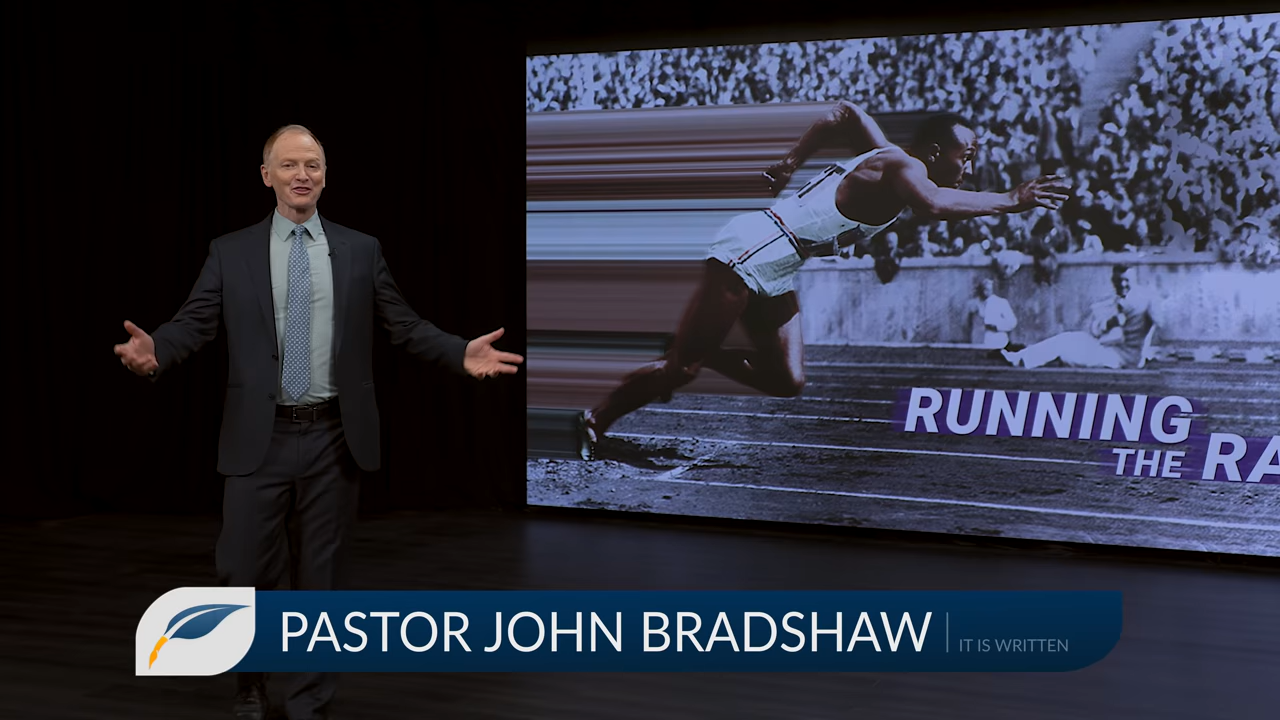 RUNNING
THE RA
PASTOR JOHN BRADSHAW
IT IS WRITTEN